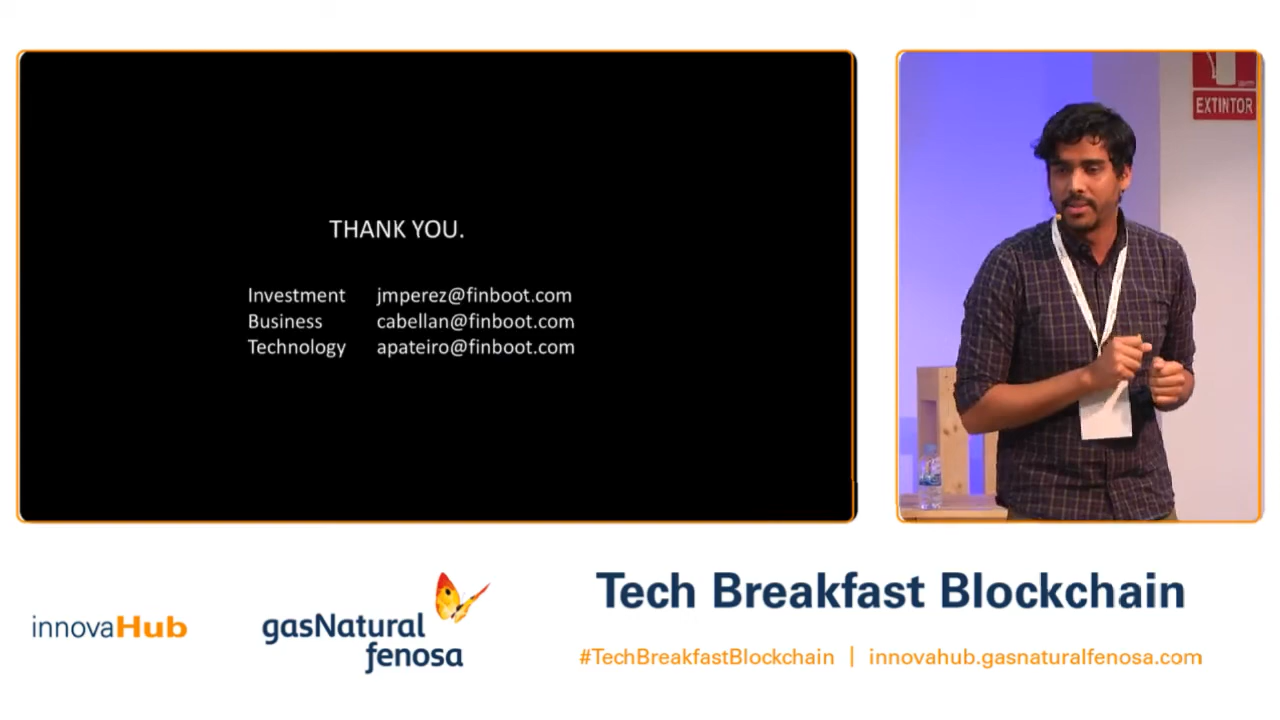 THANK YOU.
Investment jmperez@finboot.com
Business cabellan@finboot.com
Technology apateiro@finboot.com
EXTINTOR
innovaHub
gasNatural
fenosa
Tech Breakfast Blockchain
#TechBreakfastBlockchain | innovahub.gasnaturalfenosa.com